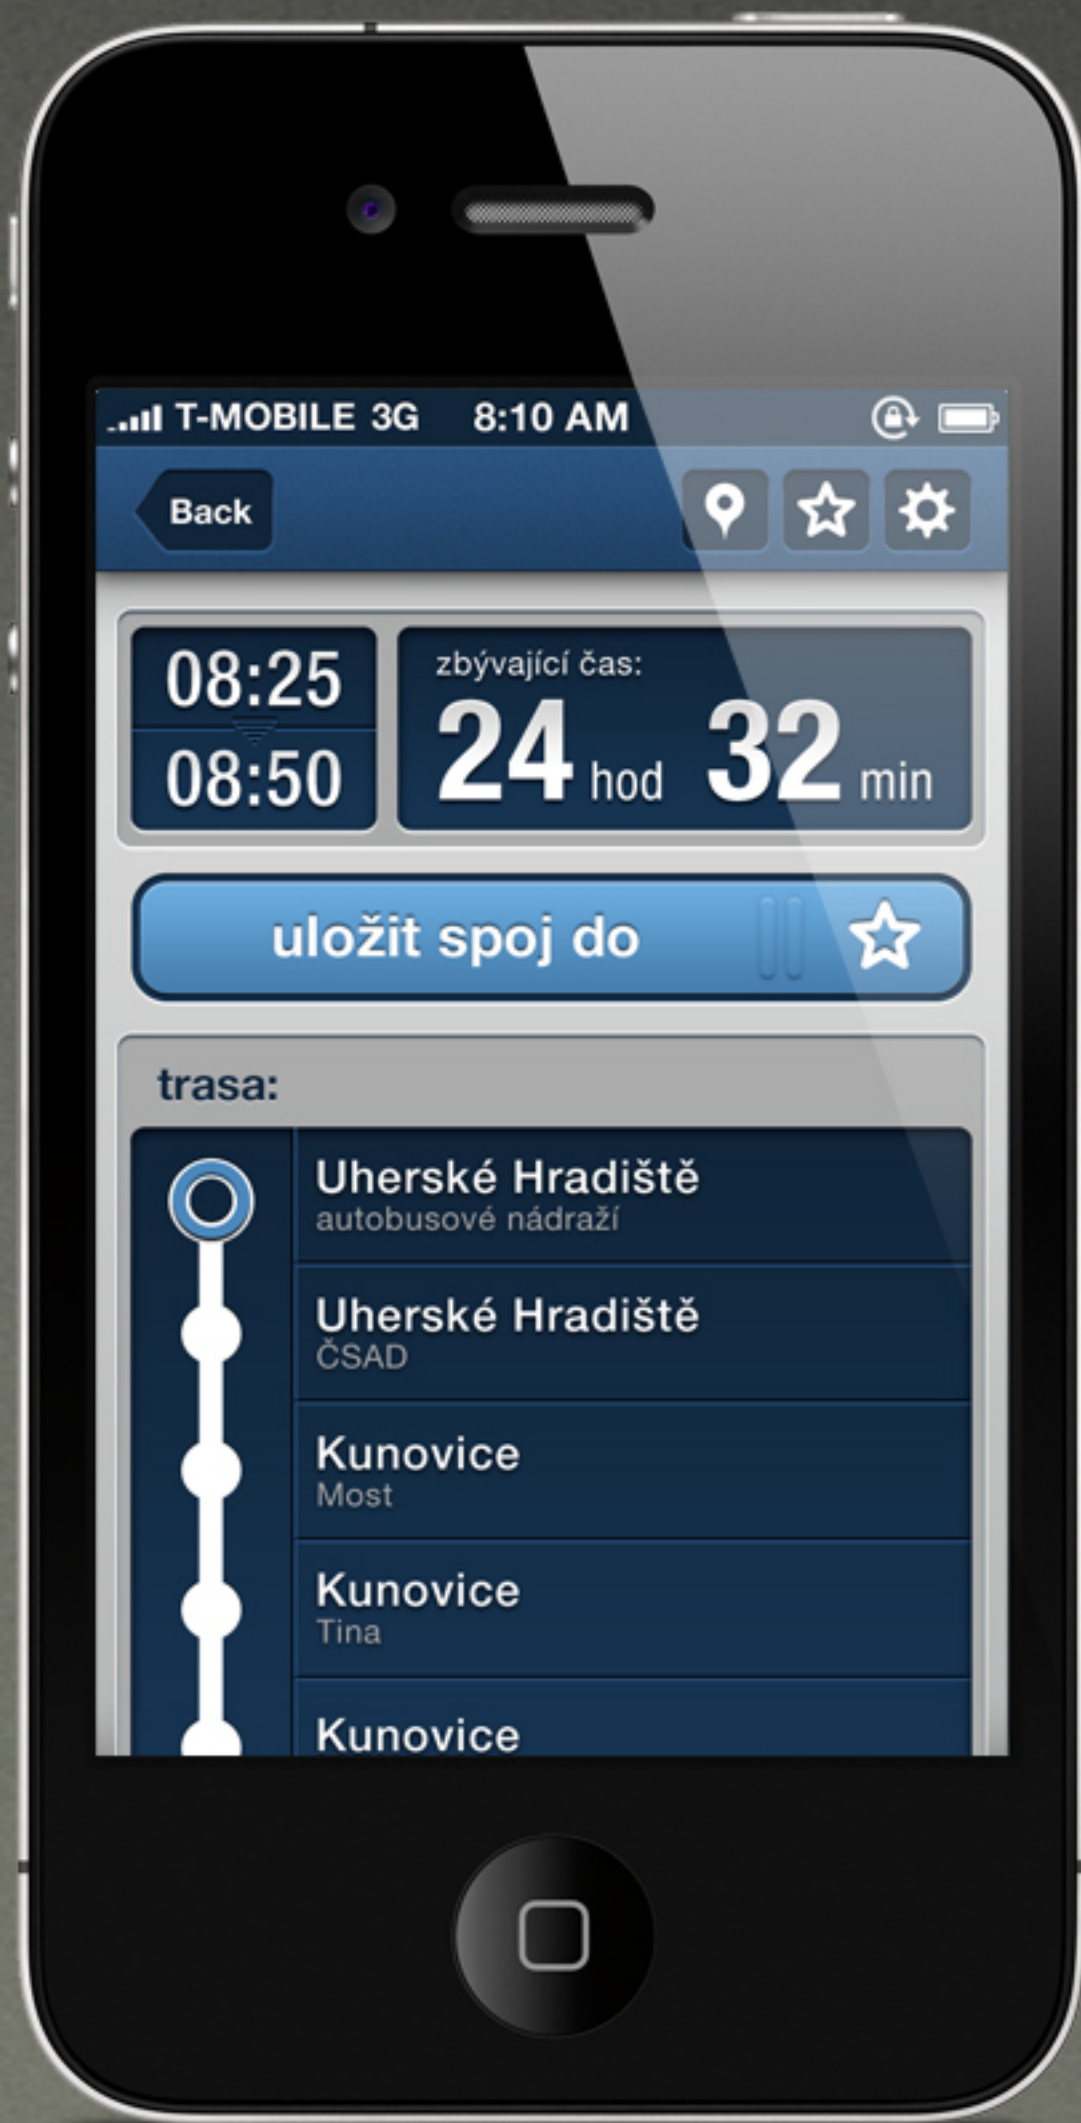 T-MOBILE 3G 8:10 AM
Back
08:25
08:50
zbývající čas:
24 hod 32 min
uložit spoj do
trasa:
Uherské Hradiště
autobusové nádraží
Uherské Hradiště
ČSAD
Kunovice
Most
Kunovice
Tina
Kunovice